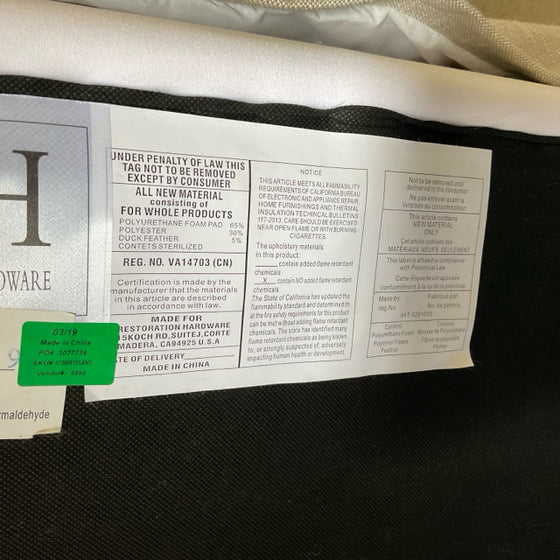 H
DWARE
UNDER PENALTY OF LAW THIS
TAG NOT TO BE REMOVED
EXCEPT BY CONSUMER
ALL NEW MATERIAL
consisting of
FOR WHOLE PRODUCTS
POLYURETHANE FOAM PAD 65%
POLYESTER 30%
DUCK FEATHER 5%
CONTETS STERILIZED
REG. NO. VA14703 (CN)
Certification is made by the
manufacturer that the materials
in this article are described
in accordance with law.
MADE FOR
RESTORATION HARDWARE
15KOCH RD, SUITEJ, CORTE
MADERA, CA94925 U.S.A
DATE OF DELIVERY
MADE IN CHINA
NOTICE
THIS ARTICLE MEETS ALL FAMMABILITY
REQUIREMENTS OF CALIFORNIA BUREAU
OF ELECTRONIC AND APPLIANCE REPAIR,
HOME FURNISHINGS AND THERMAL
INSULATION TECHNICAL BULLETINS
117-2013. CARE SHOULD BE EXERCISED
NEAR OPEN FLAME OR WITH BURNING
CIGARETTES.
The upholstery materials
in this product:
contain added flame retardant
chemicals
X contain NO added flame retardant
chemicals
The State of California has updated the
flammability standard and determined that
the fire safety requirements for this product
can be met without adding flame retardant
chemicals. The state has identified many
flame retardant chemicals as being known
to, or strongly suspected of, adversely
impacting human health or development.
Not to be removed until
delivered to the consumer
Ne pas enlever avant la
livraison au consommateur
This article contains
NEW MATERIAL
ONLY
Cet article contient des
MATÉRIAUX NEUFS SEULEMENT
This label is affixed in compliance
with Provincial Law
Cette étiquette est apposée
conformément à la loi de la province
Made by Fabriqué par
reg.No No. de permis:
Content Contenu
Polyurethane Foam Mousse de Polyuréthane
Polyester Fibers Fibres de polyester
Feather Plumes
03/19
Made in China
PO#: 3077738
Vendor#:
rmaldehyde